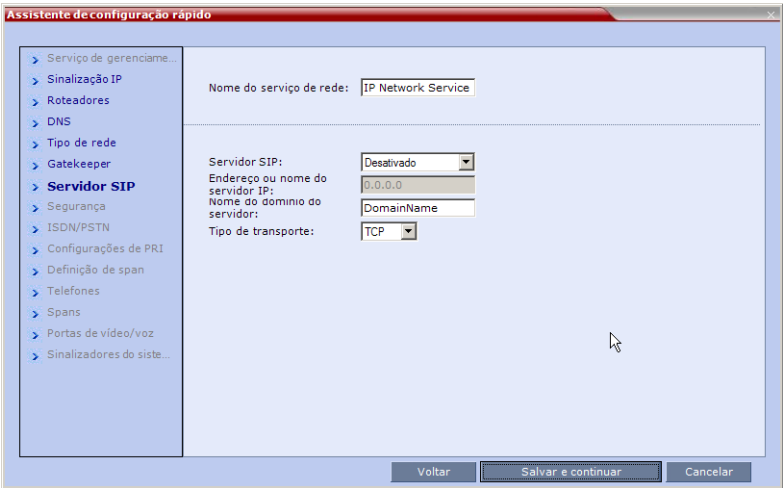 Assistente de configuração rápido
Serviço de gerenciame...
Sinalização IP
Roteadores
DNS
Tipo de rede
Gatekeeper
Servidor SIP
Segurança
ISDN/PSTN
Configurações de PRI
Definição de span
Telefones
Spans
Portas de vídeo/voz
Sinalizadores do siste...
Nome do serviço de rede: IP Network Service
Servidor SIP: Desativado
Endereço ou nome do
servidor IP: 0.0.0.0
Nome do domínio do
servidor: DomainName
Tipo de transporte: TCP
Voltar Salvar e continuar Cancelar